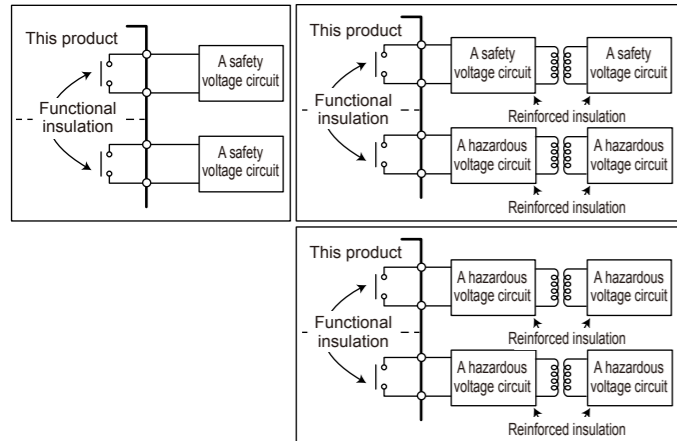 This product
Functional
insulation
A safety
voltage circuit
A safety
voltage circuit
This product
Functional
insulation
A safety
voltage circuit
A safety
voltage circuit
Reinforced insulation
A hazardous
voltage circuit
A hazardous
voltage circuit
Reinforced insulation
This product
Functional
insulation
A hazardous
voltage circuit
A hazardous
voltage circuit
Reinforced insulation
A hazardous
voltage circuit
A hazardous
voltage circuit
Reinforced insulation